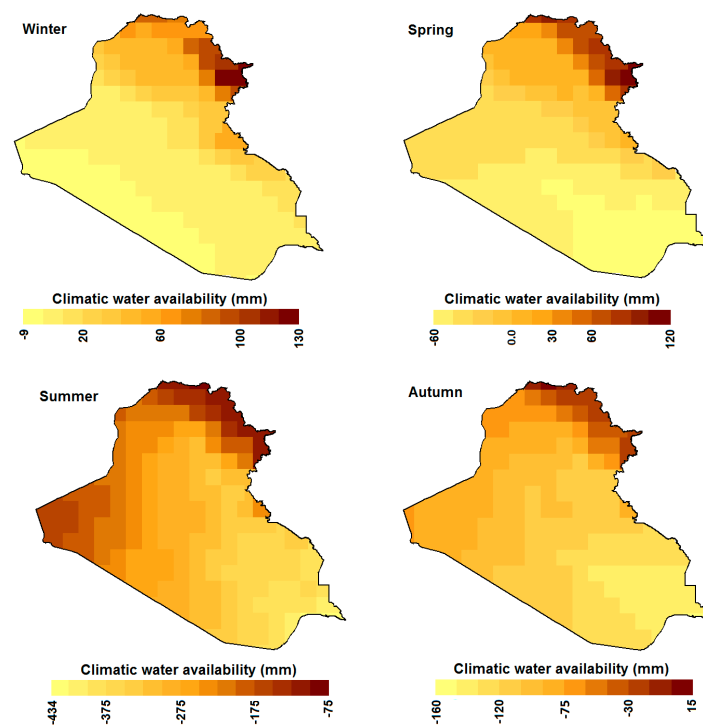 Winter
Spring
Climatic water availability (mm)
-9
20
60
100
130
Climatic water availability (mm)
-60
0.0
30
60
120
Summer
Autumn
Climatic water availability (mm)
-434
-375
-275
-175
-75
Climatic water availability (mm)
-160
-120
-75
-30
15